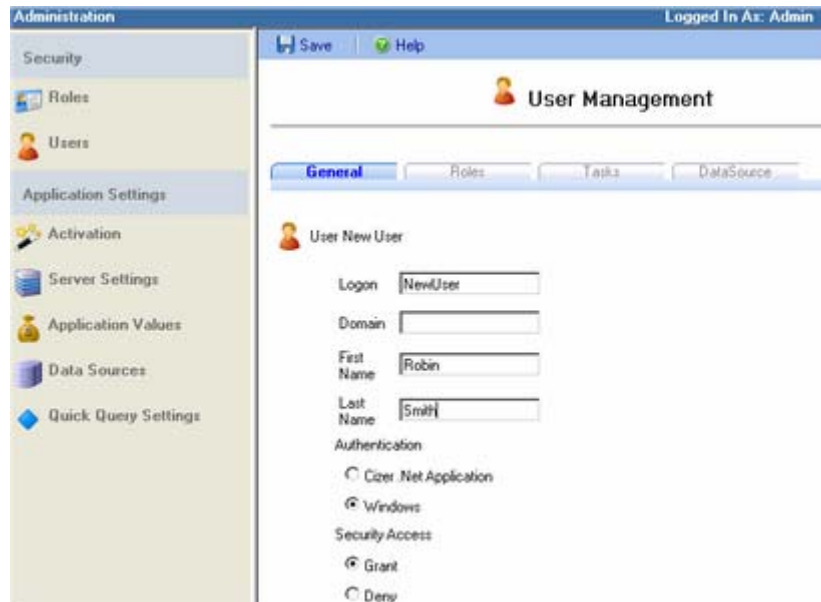 Administration
Logged In As: Admin
Security
Roles
Users
Application Settings
Activation
Server Settings
Application Values
Data Sources
Quick Query Settings
Save
Help
User Management
General
Roles
Tasks
DataSource
User New User
Logon NewUser
Domain
First
Name Robin
Last
Name Smith
Authentication
Cizer .Net Application
Windows
Security Access
Grant
Deny